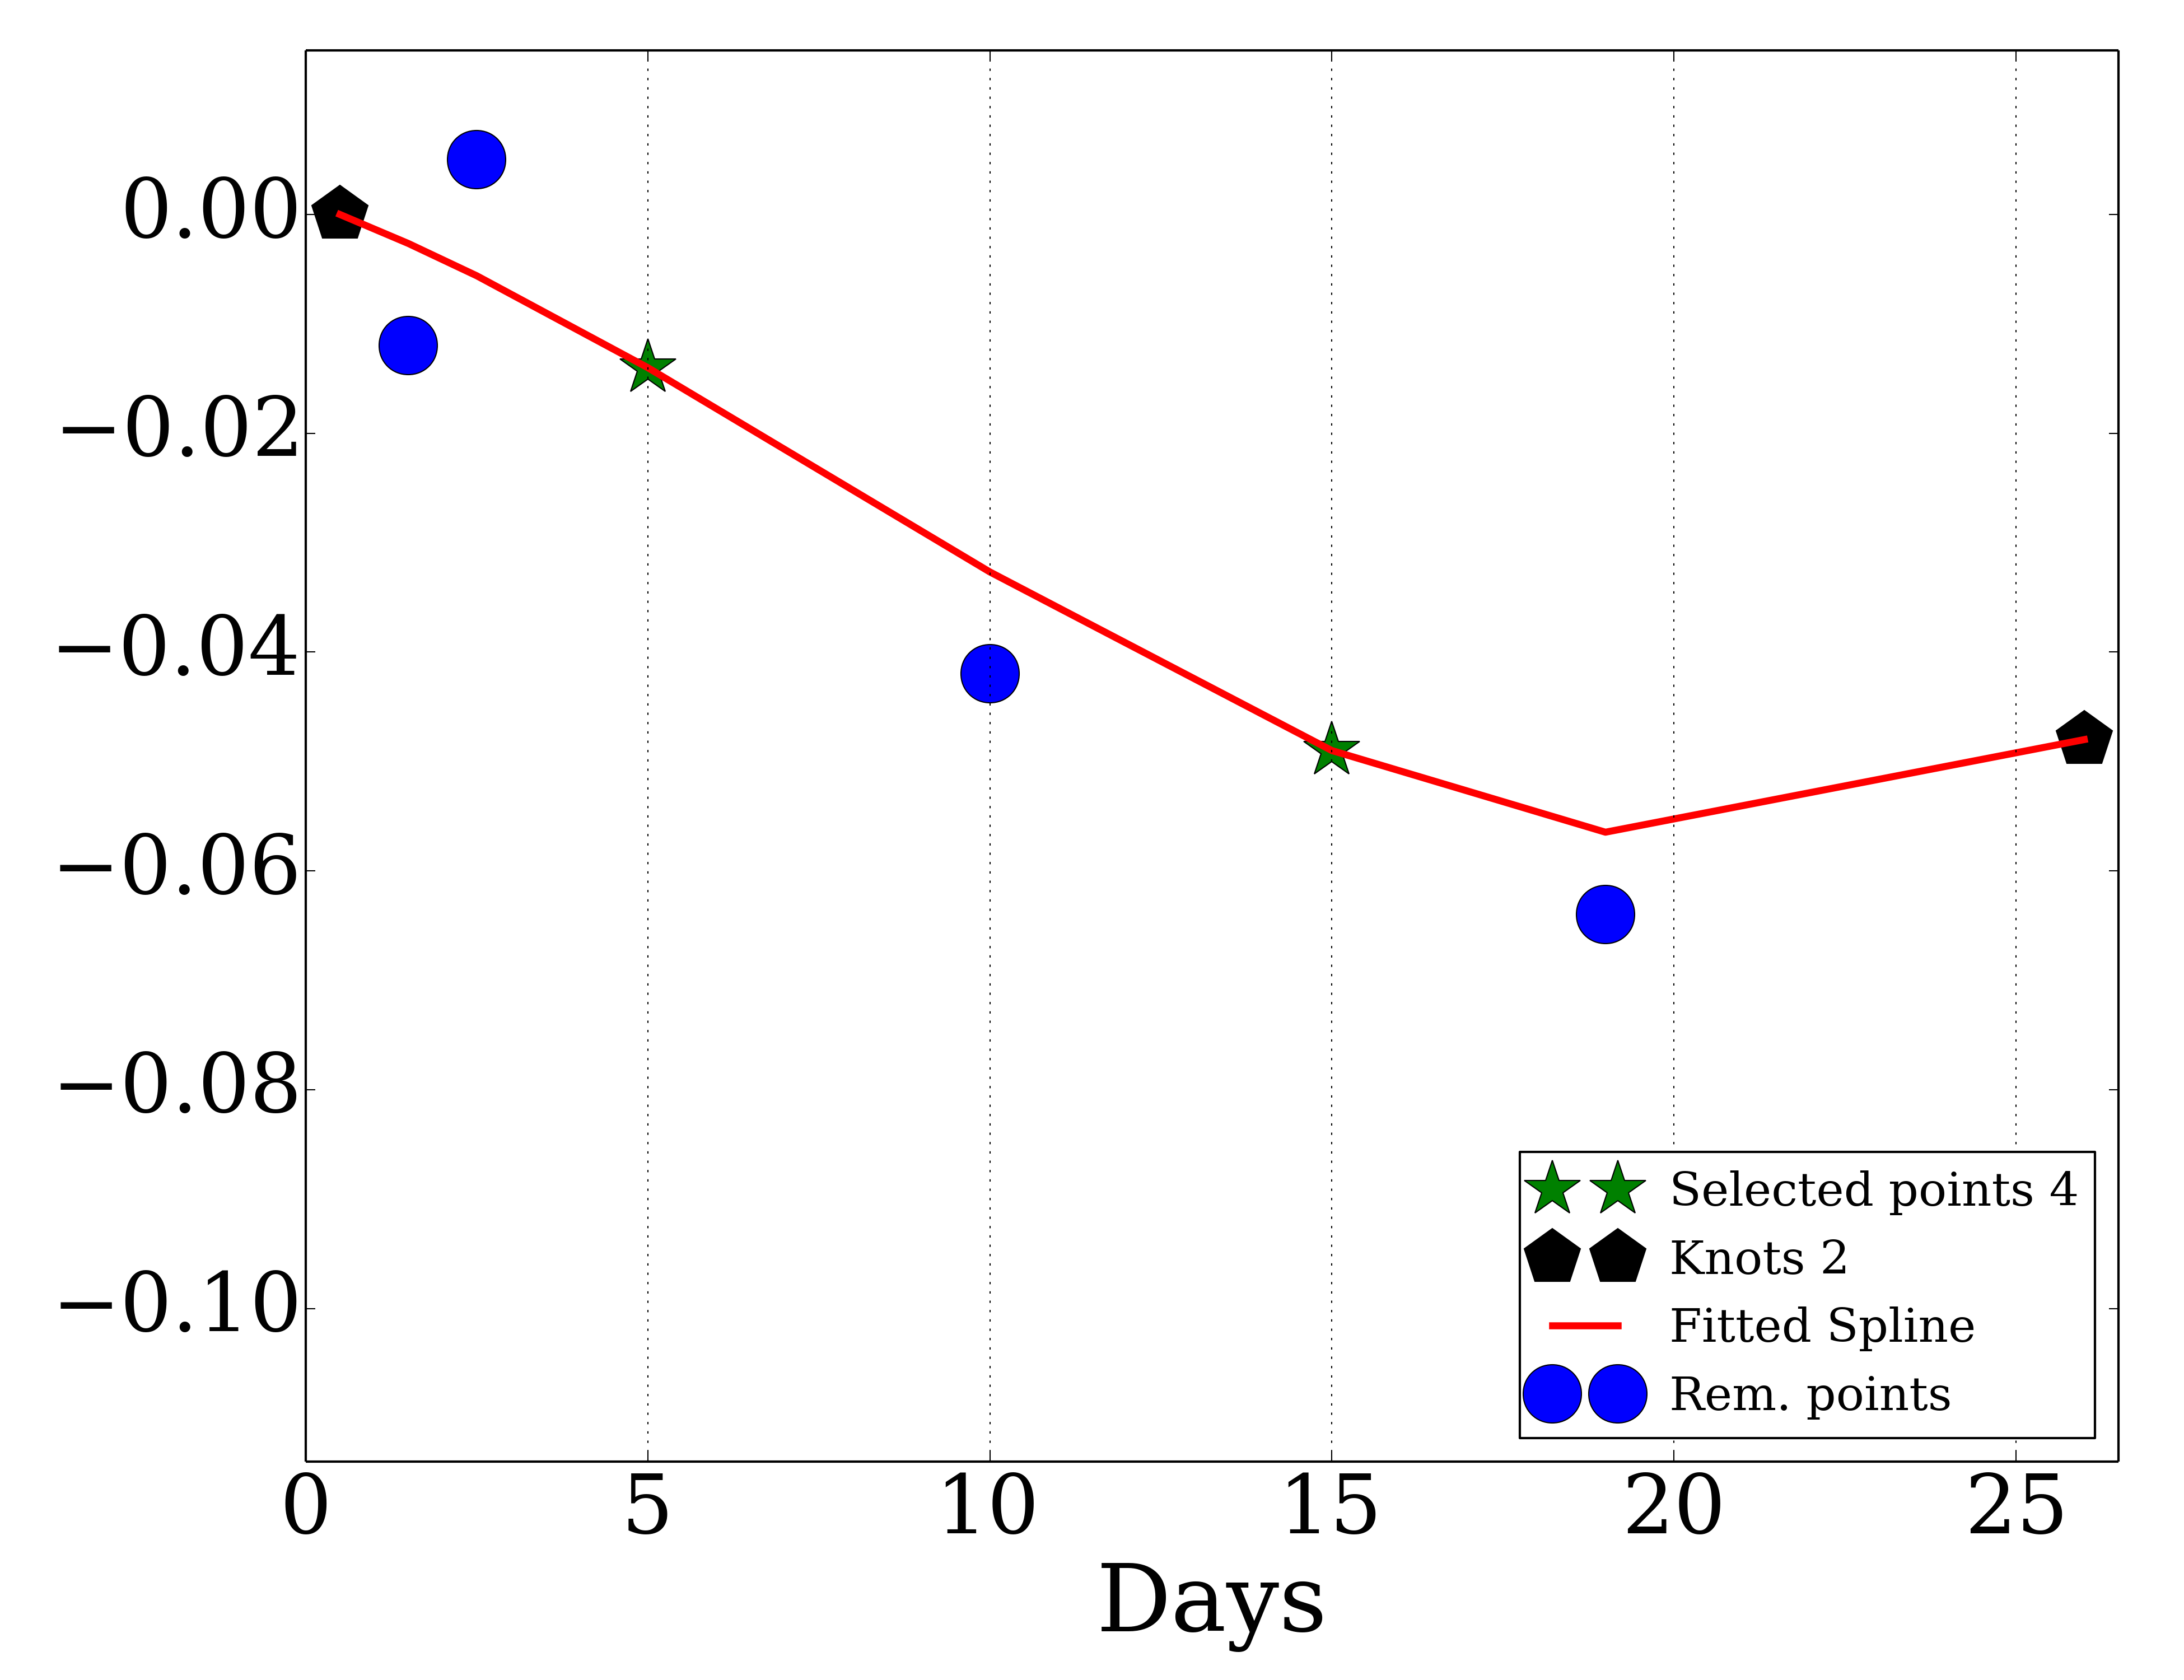 0.00
−0.02
−0.04
−0.06
−0.08
−0.10
0 5 10 15 20 25
Days
Selected points 4
Knots 2
Fitted Spline
Rem. points